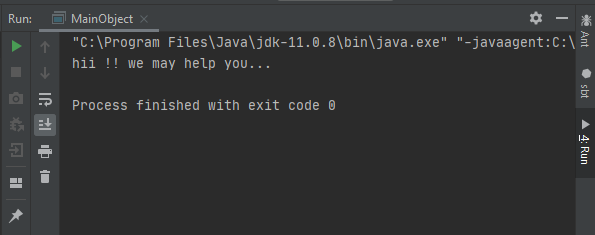 Run: MainObject
"C:\Program Files\Java\jdk-11.0.8\bin\java.exe" "-javaagent:C:\
hii !! we may help you...
Process finished with exit code 0
Ant
sbt
4: Run